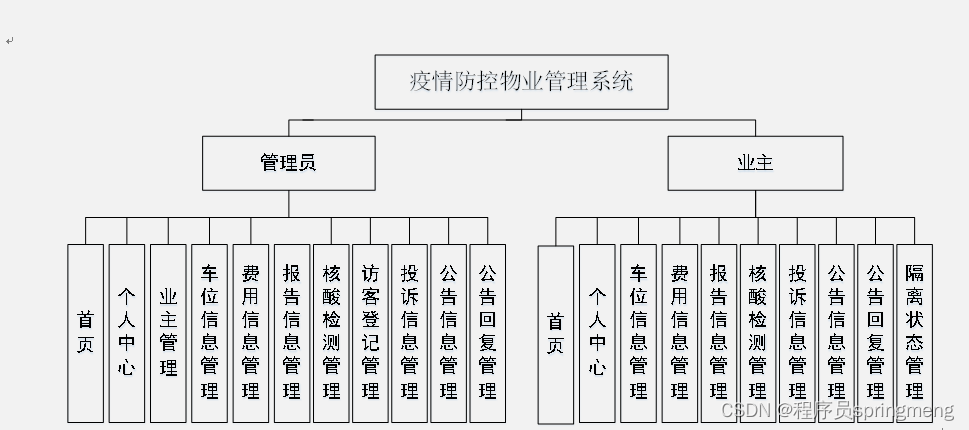 疫情防控物业管理系统
管理员
业主
首页
个人中心
业主管理
车位信息管理
费用信息管理
报告信息管理
核酸检测管理
访客登记管理
投诉信息管理
公告信息管理
公告回复管理
首页
个人中心
车位信息管理
费用信息管理
报告信息管理
核酸检测管理
投诉信息管理
公告信息管理
公告回复管理
隔离状态管理
CSDN @程序员springmeng